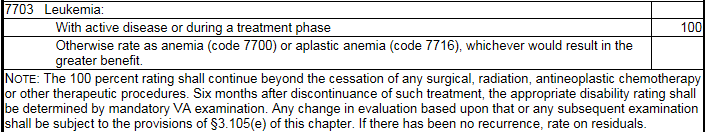 7703 Leukemia:
With active disease or during a treatment phase 100
Otherwise rate as anemia (code 7700) or aplastic anemia (code 7716), whichever would result in the
greater benefit.
NOTE: The 100 percent rating shall continue beyond the cessation of any surgical, radiation, antineoplastic chemotherapy
or other therapeutic procedures. Six months after discontinuance of such treatment, the appropriate disability rating shall
be determined by mandatory VA examination. Any change in evaluation based upon that or any subsequent examination
shall be subject to the provisions of §3.105(e) of this chapter. If there has been no recurrence, rate on residuals.